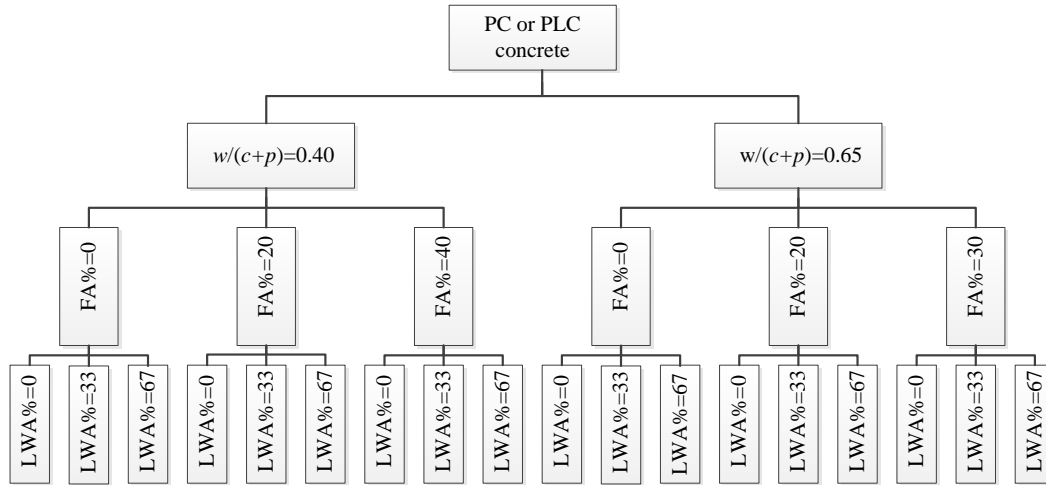 PC or PLC
concrete
w/(c+p)=0.40
w/(c+p)=0.65
FA%=0
FA%=20
FA%=40
FA%=0
FA%=20
FA%=30
LWA%=0
LWA%=33
LWA%=67
LWA%=0
LWA%=33
LWA%=67
LWA%=0
LWA%=33
LWA%=67
LWA%=0
LWA%=33
LWA%=67
LWA%=0
LWA%=33
LWA%=67
LWA%=0
LWA%=33
LWA%=67